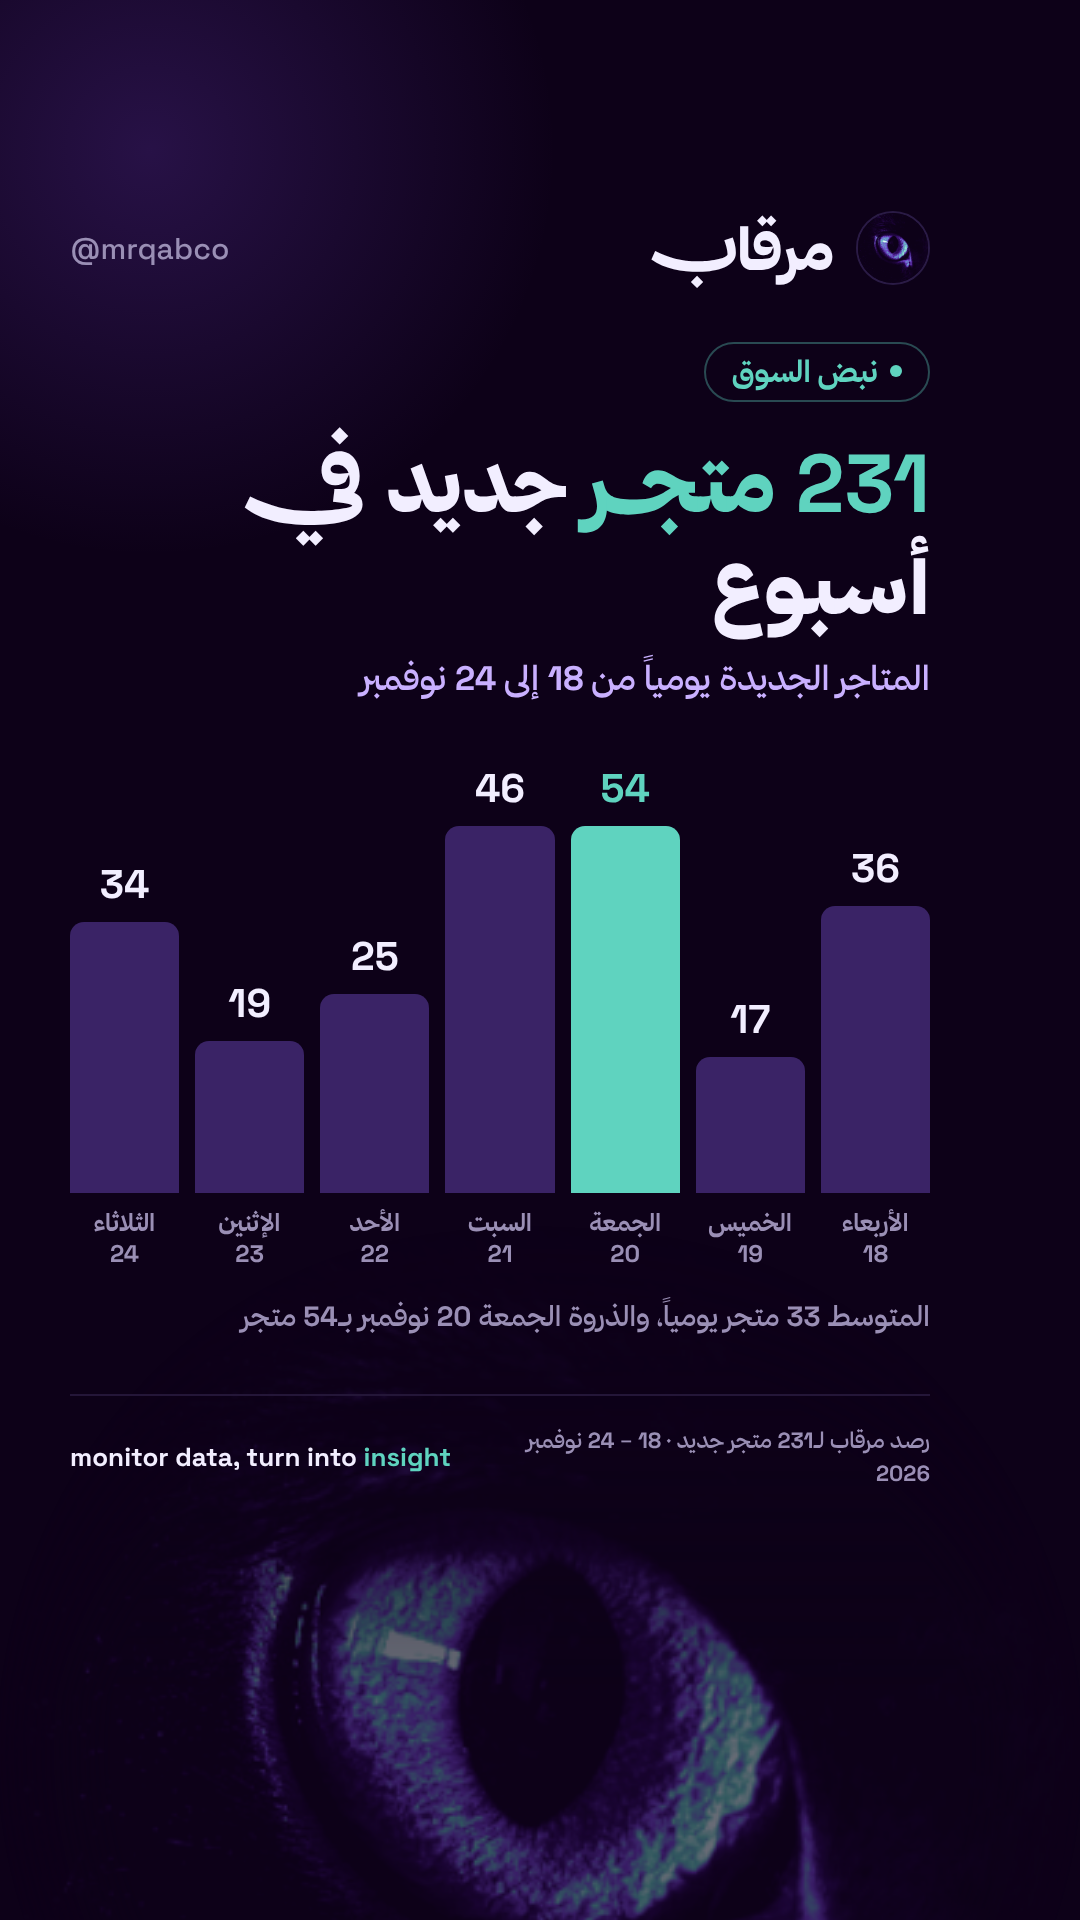 مرقاب
@mrqabco
نبض السوق
231 متجر جديد في
أسبوع
المتاجر الجديدة يومياً من 18 إلى 24 نوفمبر
36
17
54
46
25
19
34
الأربعاء
18
الخميس
19
الجمعة
20
السبت
21
الأحد
22
الإثنين
23
الثلاثاء
24
المتوسط 33 متجر يومياً، والذروة الجمعة 20 نوفمبر بـ54 متجر
رصد مرقاب لـ231 متجر جديد · 18 – 24 نوفمبر
2026
monitor data, turn into insight